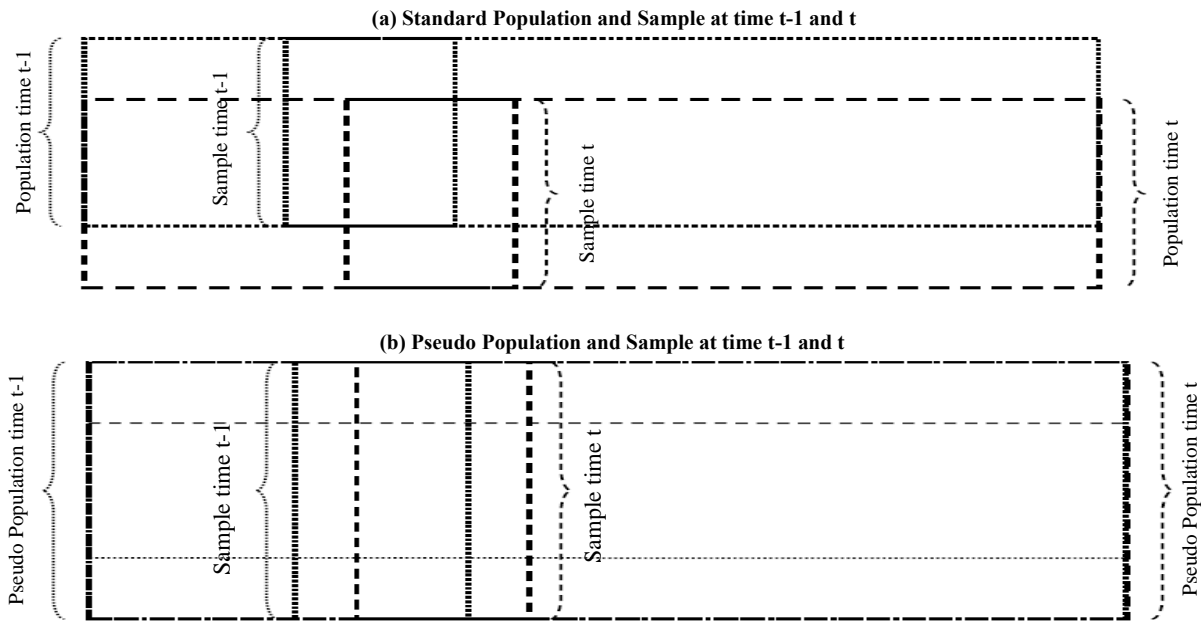 (a) Standard Population and Sample at time t-1 and t
Population time t-1
Sample time t-1
Sample time t
Population time t
(b) Pseudo Population and Sample at time t-1 and t
Pseudo Population time t-1
Sample time t-1
Sample time t
Pseudo Population time t